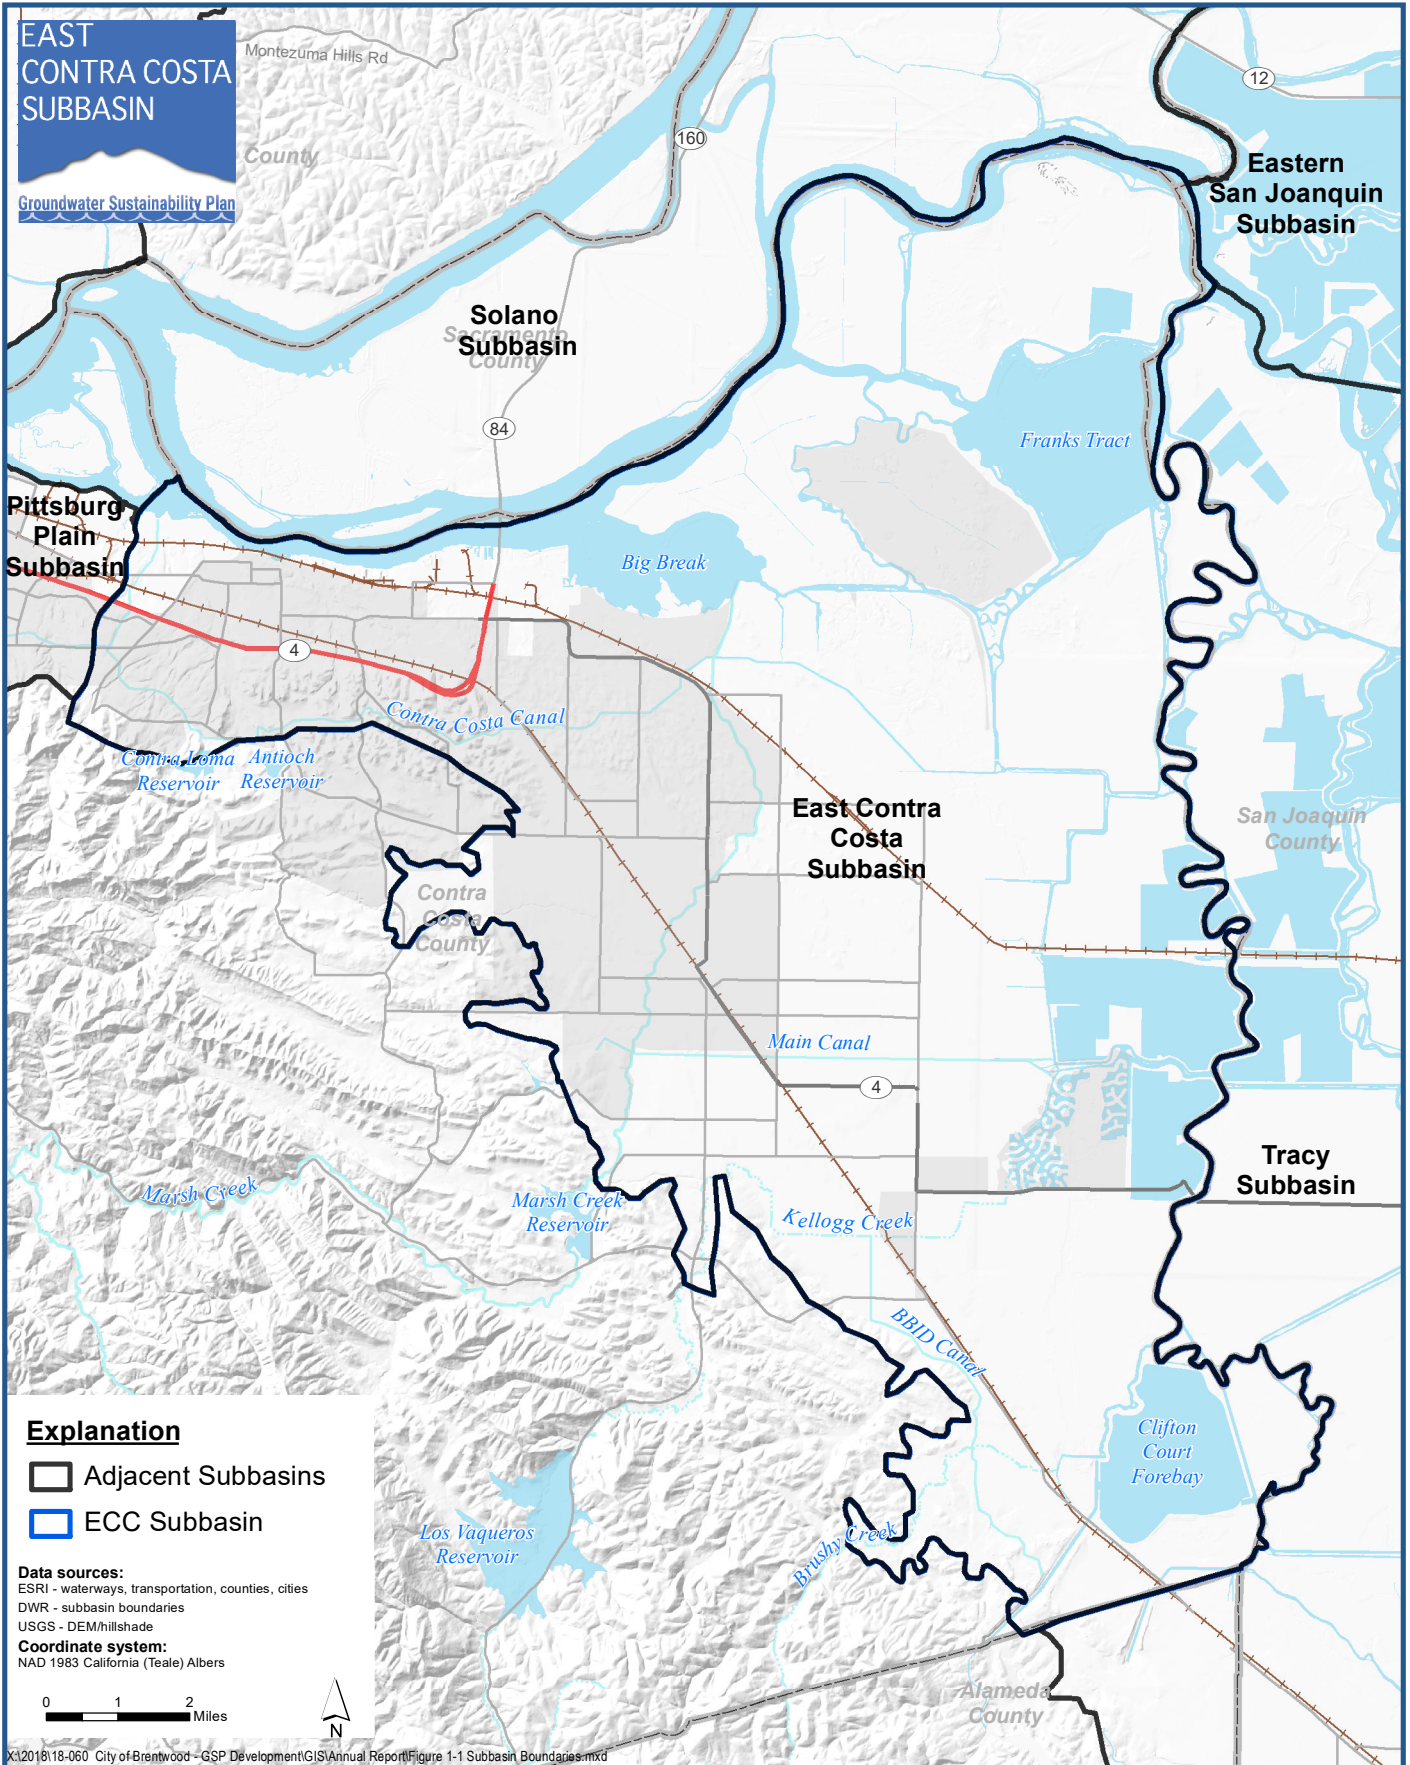 EAST
CONTRA COSTA
SUBBASIN
Groundwater Sustainability Plan
Montezuma Hills Rd
County
12
160
Eastern
San Joanquin
Subbasin
Solano
Subbasin
Sacramento
County
84
Franks Tract
Pittsburg
Plain
Subbasin
Big Break
4
Contra Costa Canal
Contra Loma
Reservoir
Antioch
Reservoir
East Contra
Costa
Subbasin
San Joaquin
County
Contra
Costa
County
Main Canal
4
Tracy
Subbasin
Marsh Creek
Marsh Creek
Reservoir
Kellogg Creek
BBID Canal
Clifton
Court
Forebay
Los Vaqueros
Reservoir
Brushy Creek
Alameda
County
Explanation
Adjacent Subbasins
ECC Subbasin
Data sources:
ESRI - waterways, transportation, counties, cities
DWR - subbasin boundaries
USGS - DEM/hillshade
Coordinate system:
NAD 1983 California (Teale) Albers
0 1 2
Miles
N
X:\2018\18-060 City of Brentwood - GSP Development\GIS\Annual Report\Figure 1-1 Subbasin Boundaries.mxd